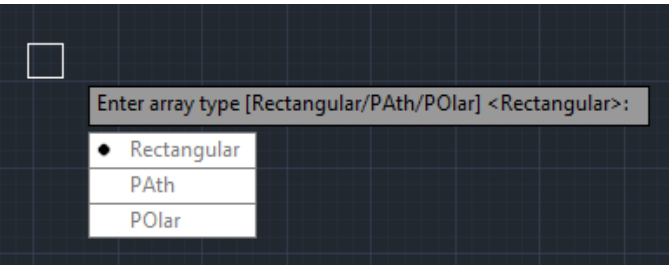 Enter array type [Rectangular/PAth/POlar] <Rectangular>:
Rectangular
PAth
POlar